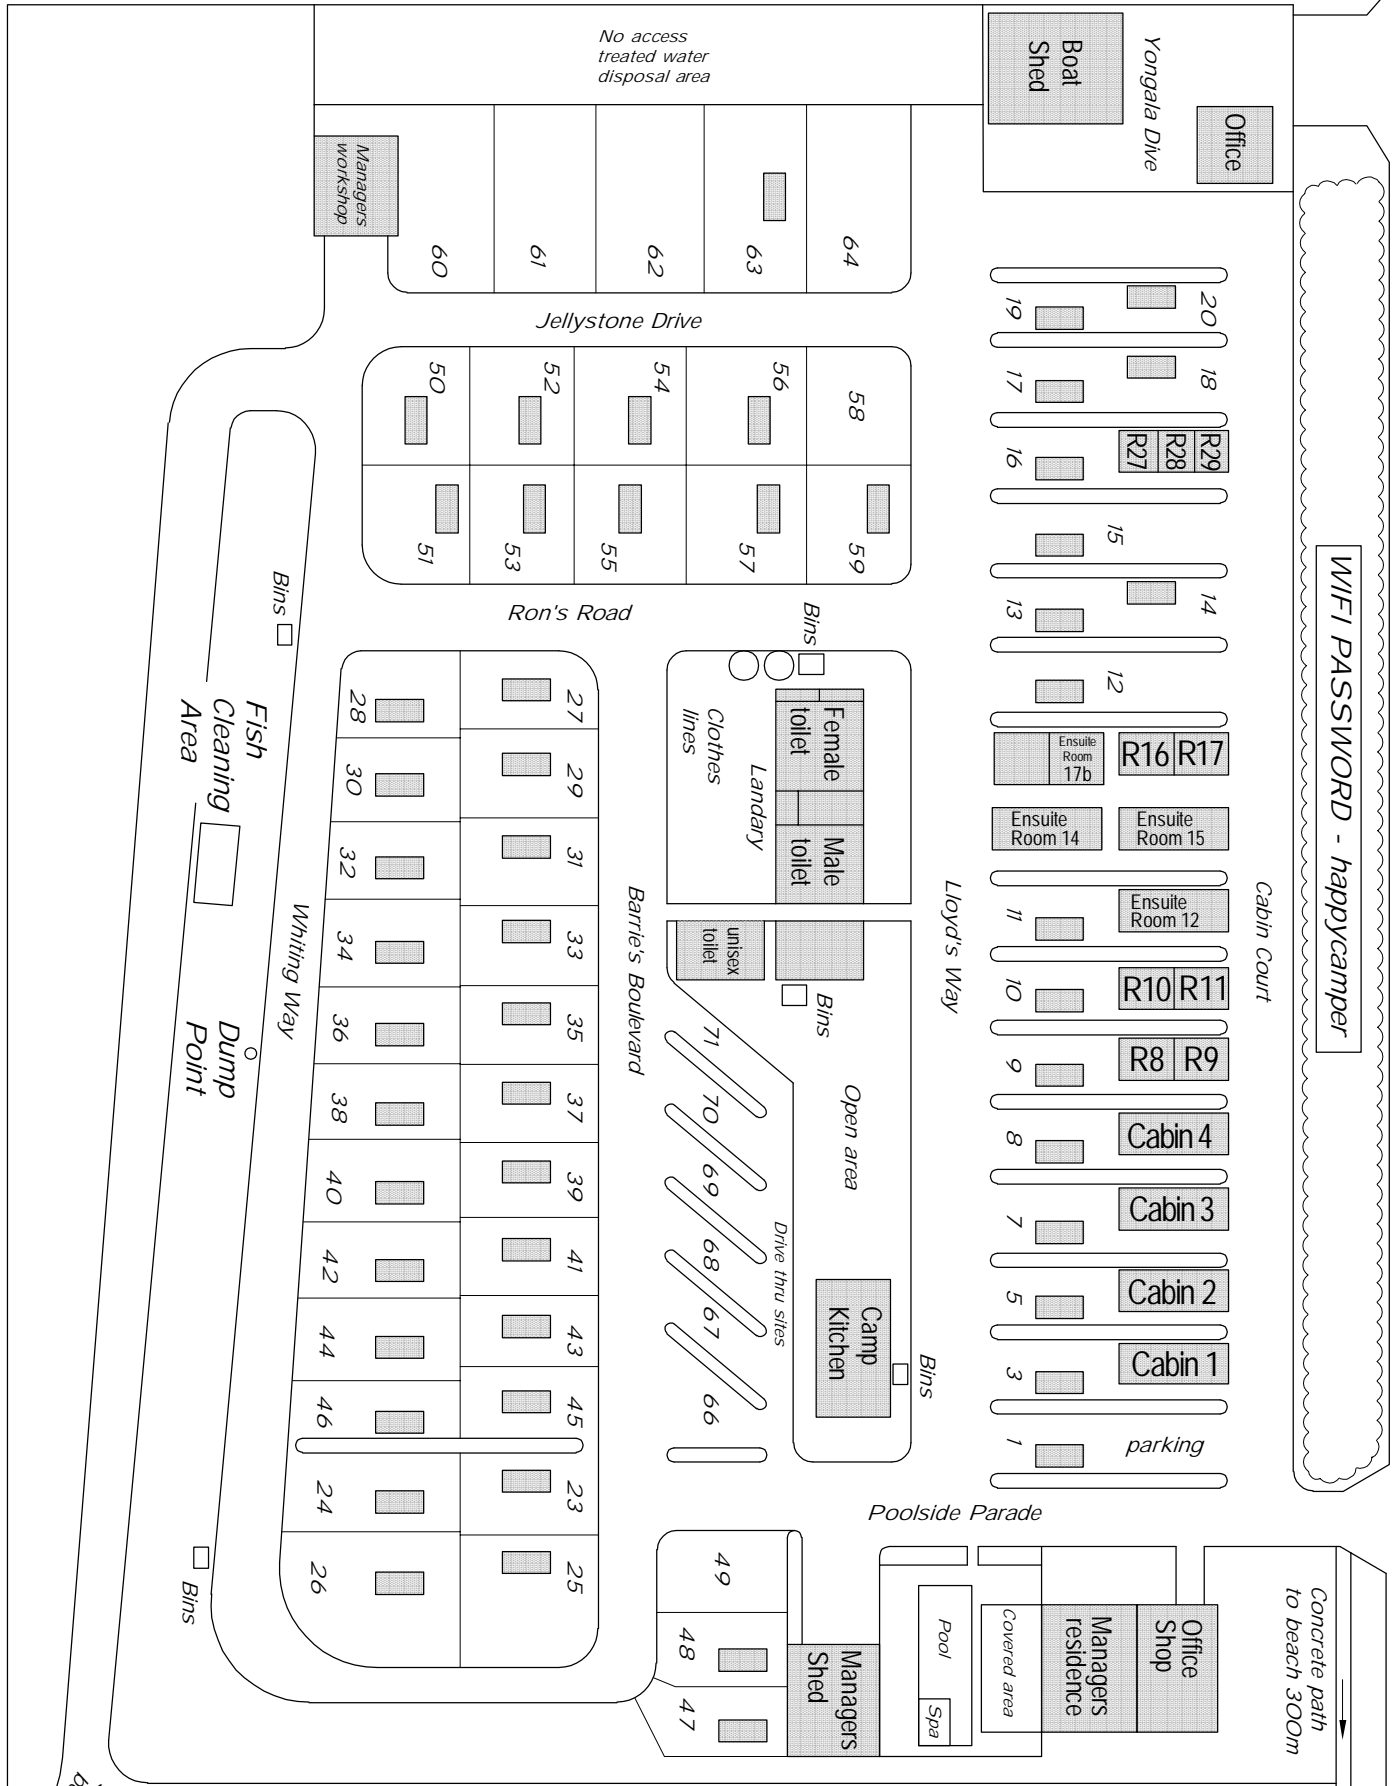 No access
treated water
disposal area
Boat
Shed
Yongala Dive
Office
Managers
workshop
60
61
62
63
64
Jellystone Drive
50
52
54
56
58
51
53
55
57
59
Ron's Road
19
20
17
18
16
R27
R28
R29
15
13
14
12
Ensuite
Room
17b
R16
R17
Ensuite
Room 14
Ensuite
Room 15
11
Ensuite
Room 12
10
R10
R11
9
R8
R9
8
Cabin 4
7
Cabin 3
5
Cabin 2
3
Cabin 1
1
parking
Cabin Court
WIFI PASSWORD - happycamper
Lloyd's Way
Bins
Female
toilet
Male
toilet
Clothes
lines
Landary
unisex
toilet
Bins
Open area
Camp
Kitchen
Bins
Drive thru sites
71
70
69
68
67
66
Barrie's Boulevard
27
29
31
33
35
37
39
41
43
45
23
25
28
30
32
34
36
38
40
42
44
46
24
26
Whiting Way
Bins
Fish
Cleaning
Area
Dump
Point
Bins
Poolside Parade
49
48
47
Managers
Shed
Pool
Spa
Covered area
Managers
residence
Office
Shop
Concrete path
to beach 300m